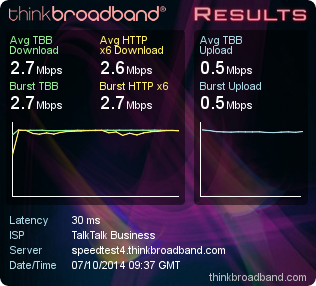 thinkbroadband® RESULTS
Avg TBB Download
Avg HTTP x6 Download
Avg TBB Upload
2.7 Mbps
2.6 Mbps
0.5 Mbps
Burst TBB
Burst HTTP x6
Burst Upload
2.7 Mbps
2.7 Mbps
0.5 Mbps
Latency 30 ms
ISP TalkTalk Business
Server speedtest4.thinkbroadband.com
Date/Time 07/10/2014 09:37 GMT
thinkbroadband.com